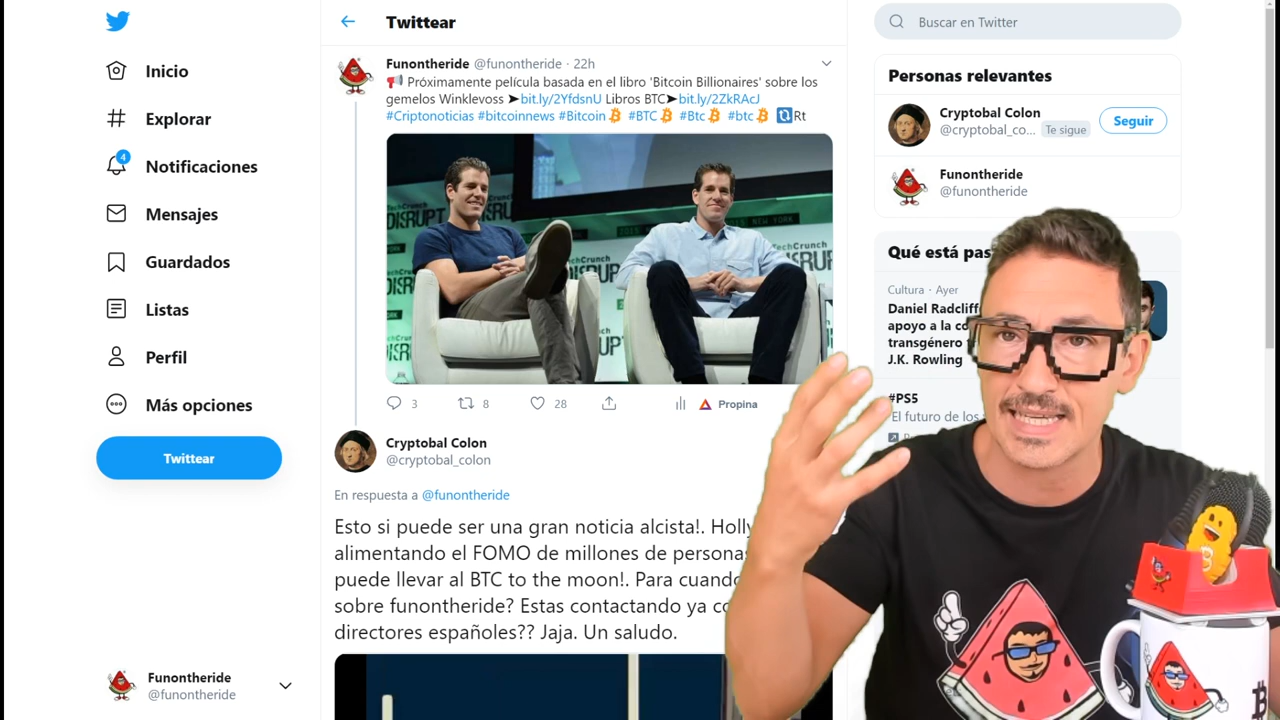 Inicio
Explorar
4
Notificaciones
Mensajes
Guardados
Listas
Perfil
Más opciones
Twittear
Funontheride
@funontheride
Twittear
Funontheride @funontheride · 22h
Próximamente película basada en el libro 'Bitcoin Billionaires' sobre los
gemelos Winklevoss ➤bit.ly/2YfdsnU Libros BTC➤bit.ly/2ZkRAcJ
#Criptonoticias #bitcoinnews #Bitcoin #BTC #Btc #btc Rt
TechCrunch
DISRUPT
3
8
28
Propina
Cryptobal Colon
@cryptobal_colon
En respuesta a @funontheride
Esto si puede ser una gran noticia alcista!. Holly
alimentando el FOMO de millones de personas
puede llevar al BTC to the moon!. Para cuando
sobre funontheride? Estas contactando ya co
directores españoles?? Jaja. Un saludo.
Buscar en Twitter
Personas relevantes
Cryptobal Colon
@cryptobal_co... Te sigue
Seguir
Funontheride
@funontheride
Qué está pas
Cultura · Ayer
Daniel Radcliff
apoyo a la co
transgénero
J.K. Rowling
#PS5
El futuro de los